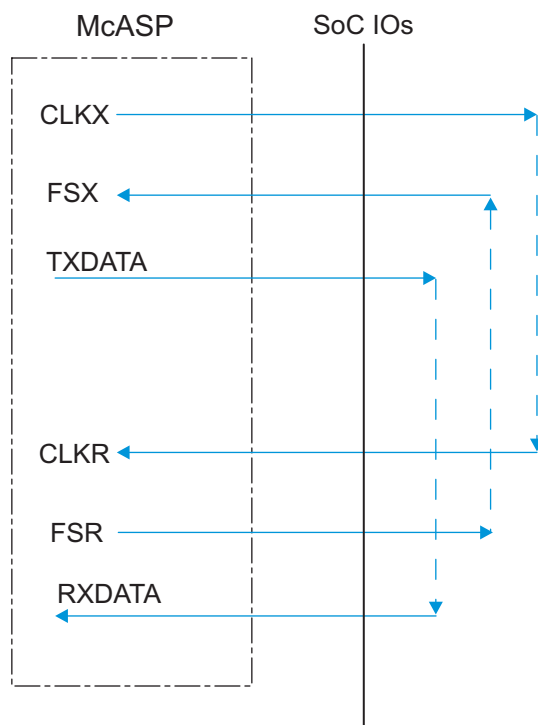 McASP
SoC IOs
CLKX
FSX
TXDATA
CLKR
FSR
RXDATA